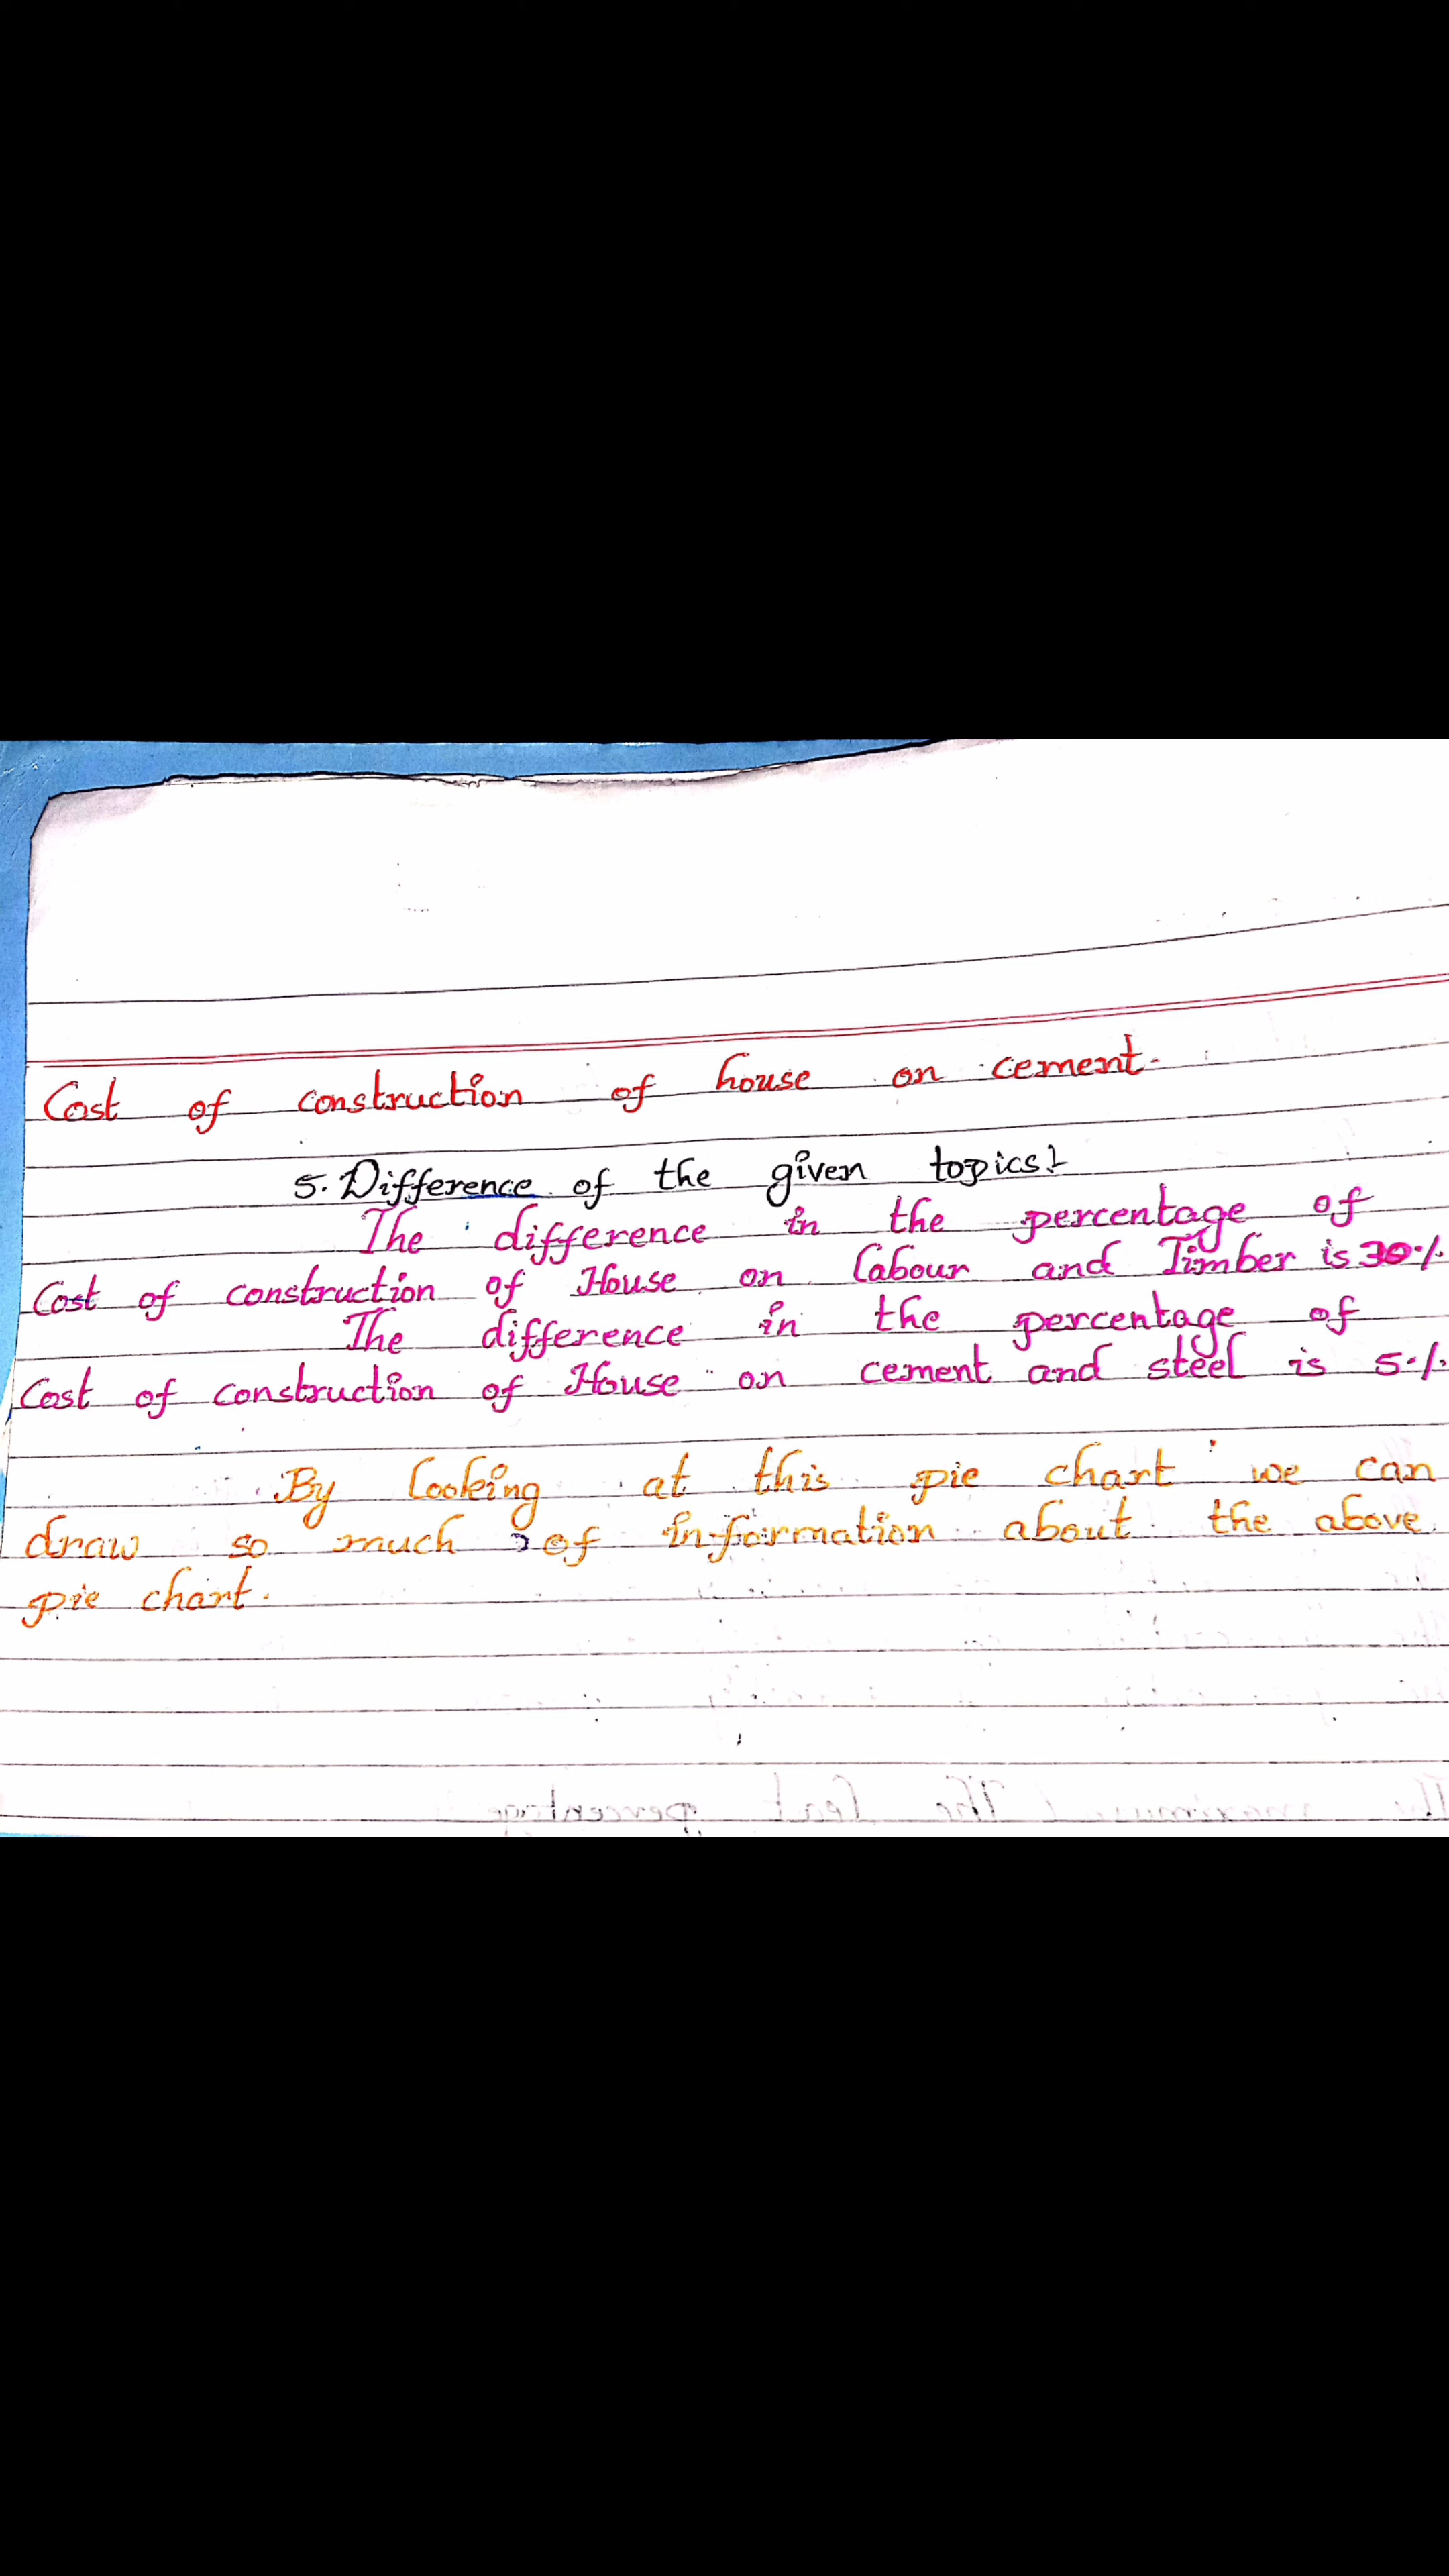 Cost of construction of house on cement.
5. Difference of the given topics:
The difference in the percentage of
Cost of construction of House on Labour and Timber is 30%
The difference in the percentage of
Cost of construction of House on cement and steel is 5%
By looking at this pie chart we can
draw so much of information about the above
pie chart.